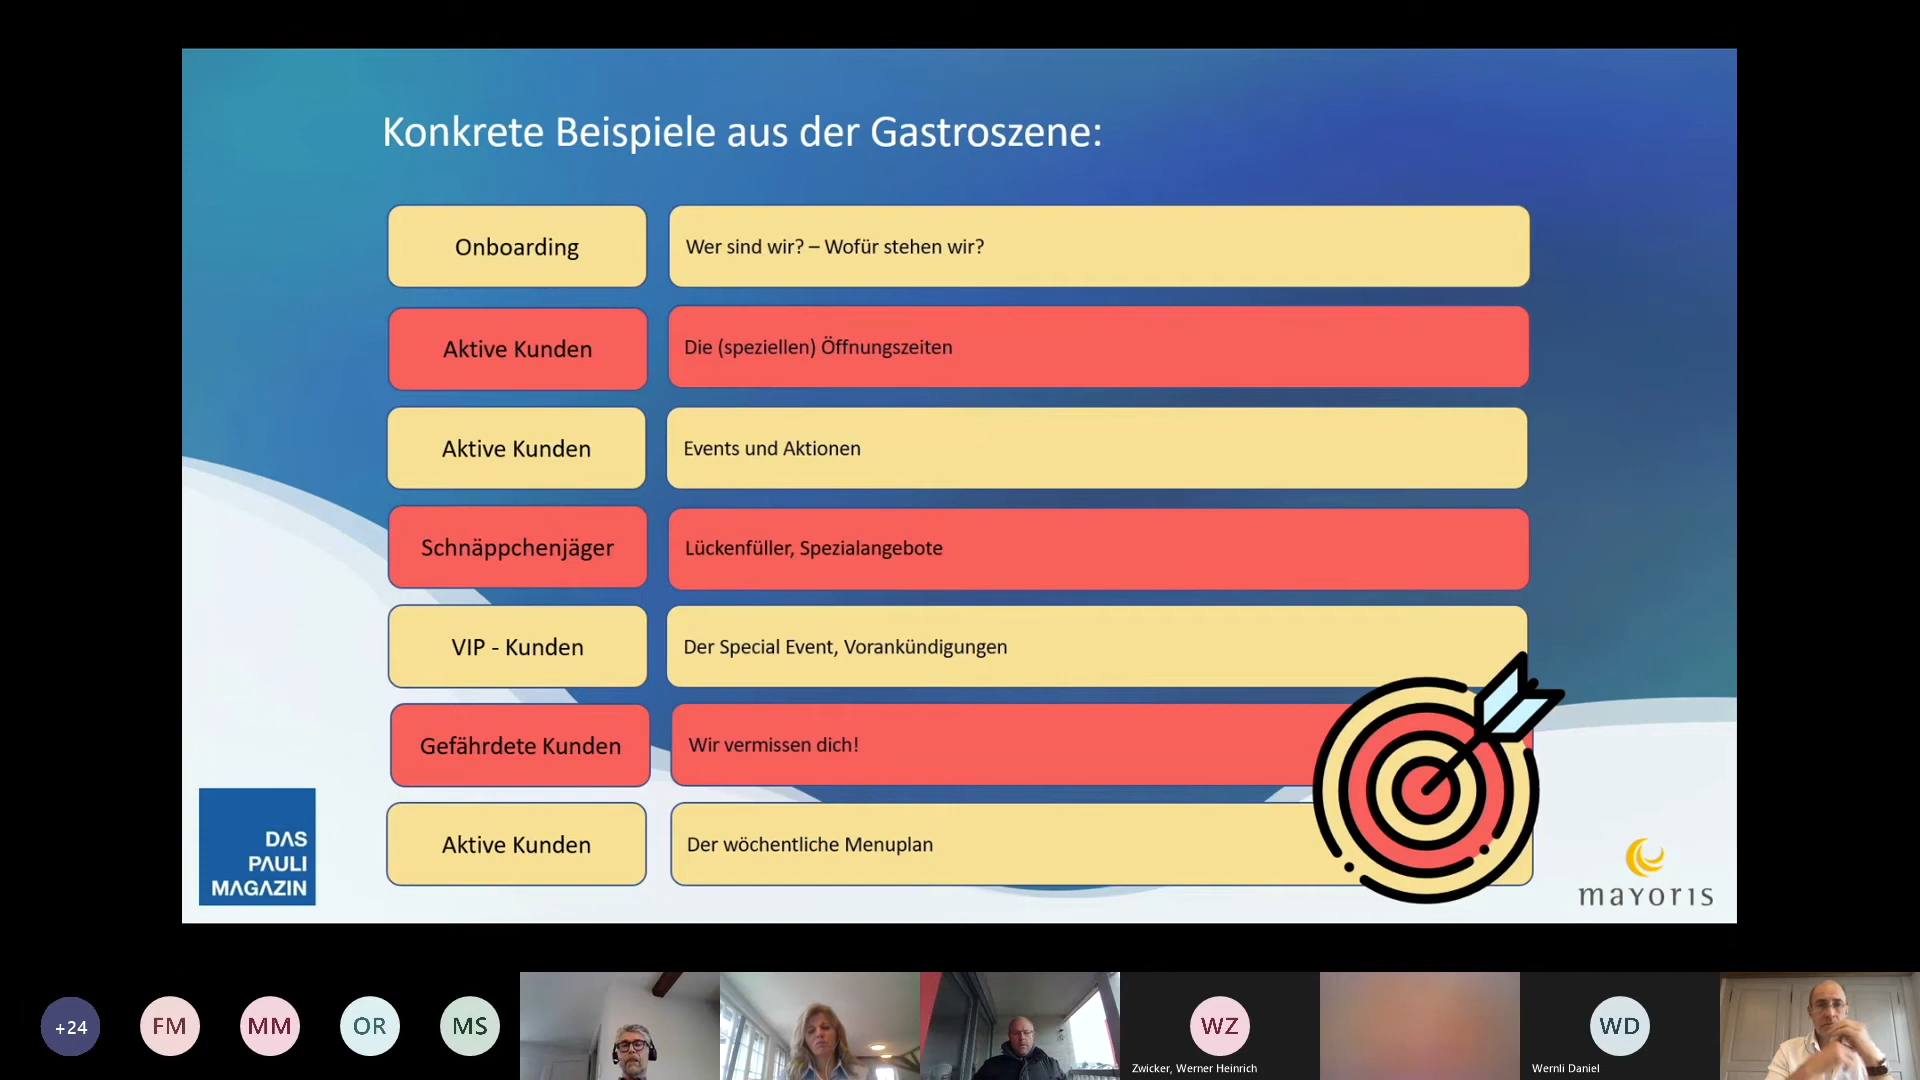 Konkrete Beispiele aus der Gastroszene:
Onboarding
Wer sind wir? – Wofür stehen wir?
Aktive Kunden
Die (speziellen) Öffnungszeiten
Aktive Kunden
Events und Aktionen
Schnäppchenjäger
Lückenfüller, Spezialangebote
VIP - Kunden
Der Special Event, Vorankündigungen
Gefährdete Kunden
Wir vermissen dich!
Aktive Kunden
Der wöchentliche Menuplan
DAS
PAULI
MAGAZIN
mayoris
+24
FM
MM
OR
MS
WZ
Zwicker, Werner Heinrich
WD
Wernli Daniel